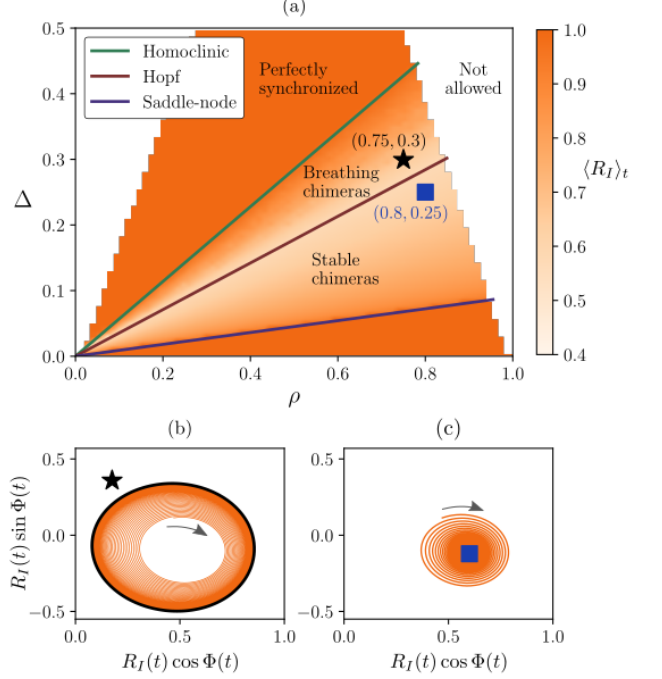 (a)
0.5
0.4
0.3
0.2
0.1
0.0
Δ
Homoclinic
Hopf
Saddle-node
Perfectly
synchronized
Not
allowed
(0.75, 0.3)
Breathing
chimeras
(0.8, 0.25)
Stable
chimeras
0.0 0.2 0.4 0.6 0.8 1.0
ρ
1.0
0.9
0.8
0.7
0.6
0.5
0.4
⟨R_I⟩_t
(b)
0.5
0.0
−0.5
R_I(t) sin Φ(t)
0.0 0.5 1.0
R_I(t) cos Φ(t)
(c)
0.5
0.0
−0.5
0.0 0.5 1.0
R_I(t) cos Φ(t)